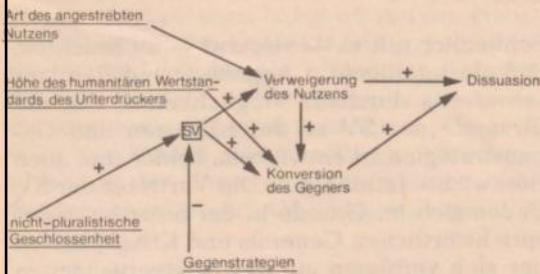 Art des angestrebten
Nutzens
Höhe des humanitären Wertstan-
dards des Unterdrückers
Verweigerung
des Nutzens
+
Dissuasion
+
SV
+
+
+
+
+
Konversion
des Gegners
−
nicht-pluralistische
Geschlossenheit
Gegenstrategien